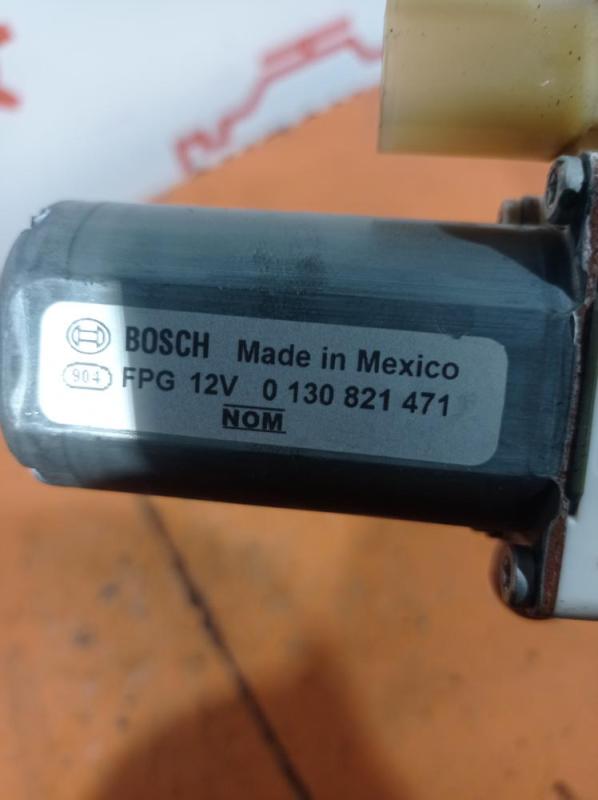 BOSCH Made in Mexico
904 FPG 12V 0 130 821 471
NOM